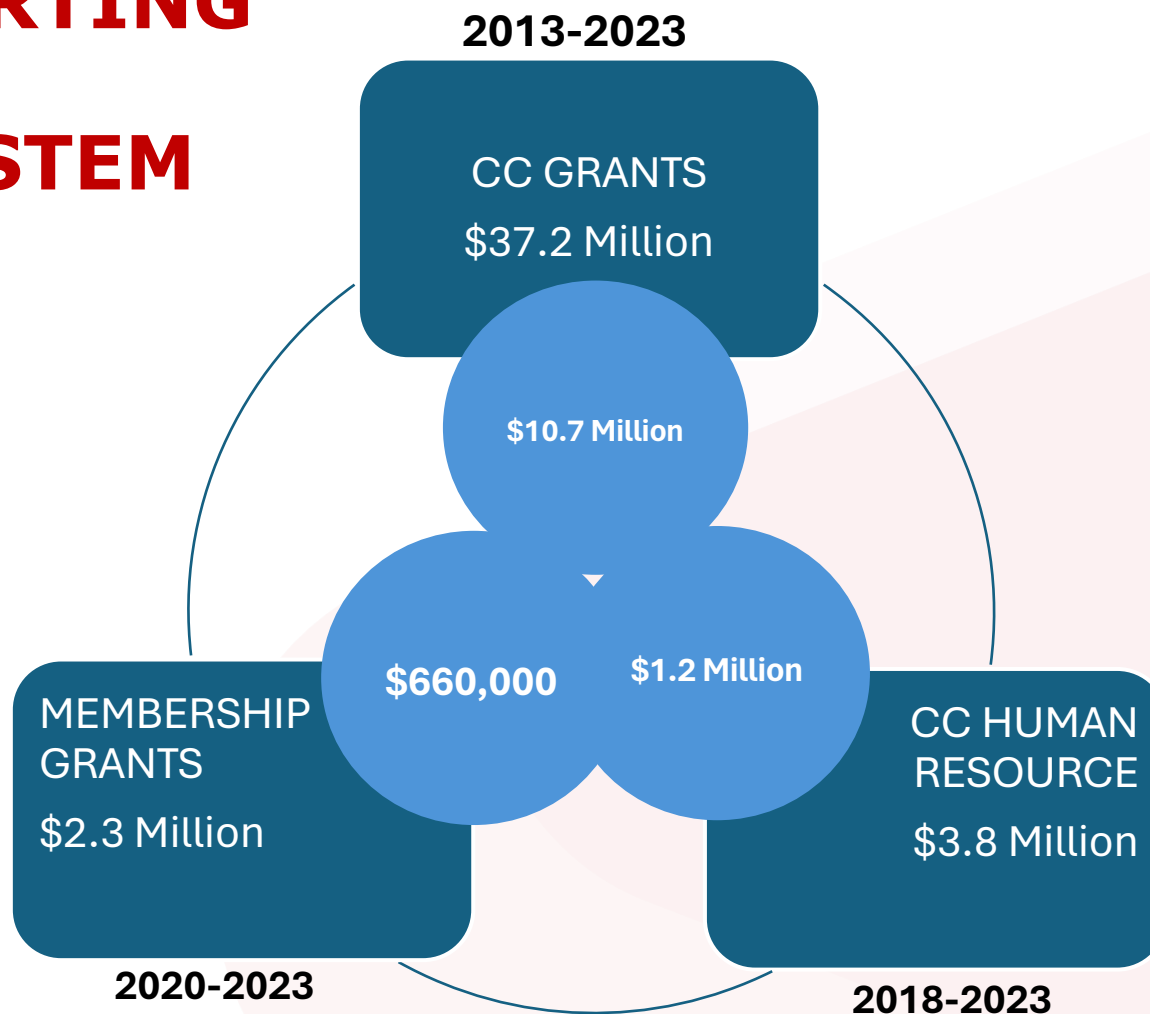 RTING
STEM
2013-2023
CC GRANTS
$37.2 Million
$10.7 Million
$660,000
$1.2 Million
MEMBERSHIP
GRANTS
$2.3 Million
CC HUMAN
RESOURCE
$3.8 Million
2020-2023
2018-2023